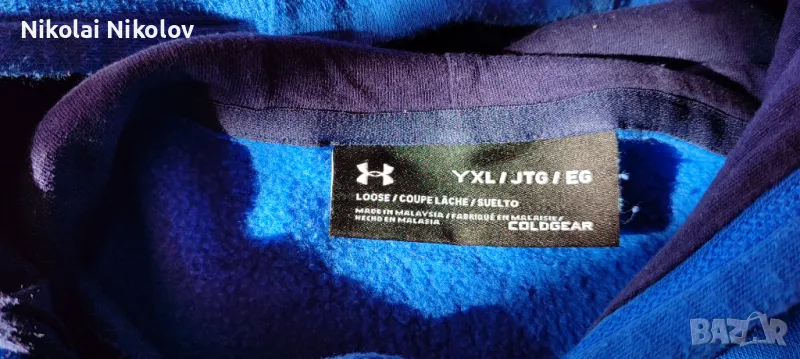 Nikolai Nikolov
YXL / JTG / EG
LOOSE / COUPE LÂCHE / SUELTO
MADE IN MALAYSIA / FABRIQUÉ EN MALAISIE /
HECHO EN MALASIA
COLDGEAR
BAZAR